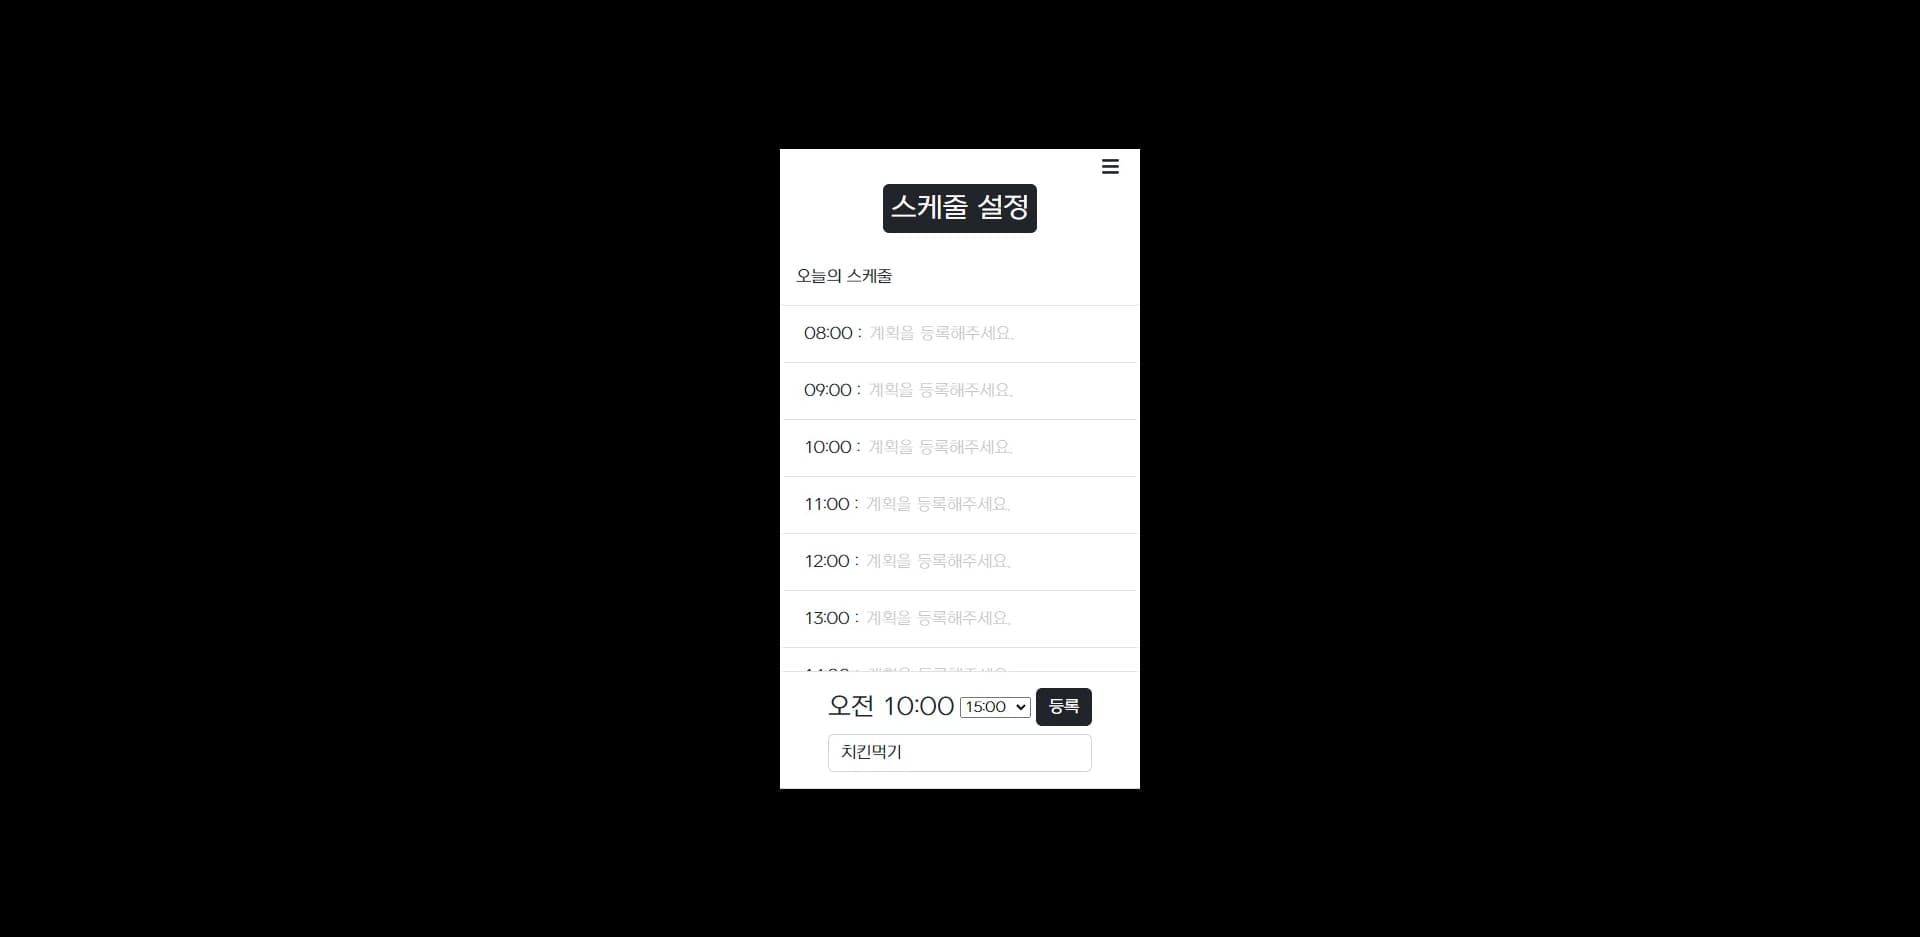 스케줄 설정
오늘의 스케줄
08:00 : 계획을 등록해주세요.
09:00 : 계획을 등록해주세요.
10:00 : 계획을 등록해주세요.
11:00 : 계획을 등록해주세요.
12:00 : 계획을 등록해주세요.
13:00 : 계획을 등록해주세요.
오전 10:00 15:00 등록
치킨먹기